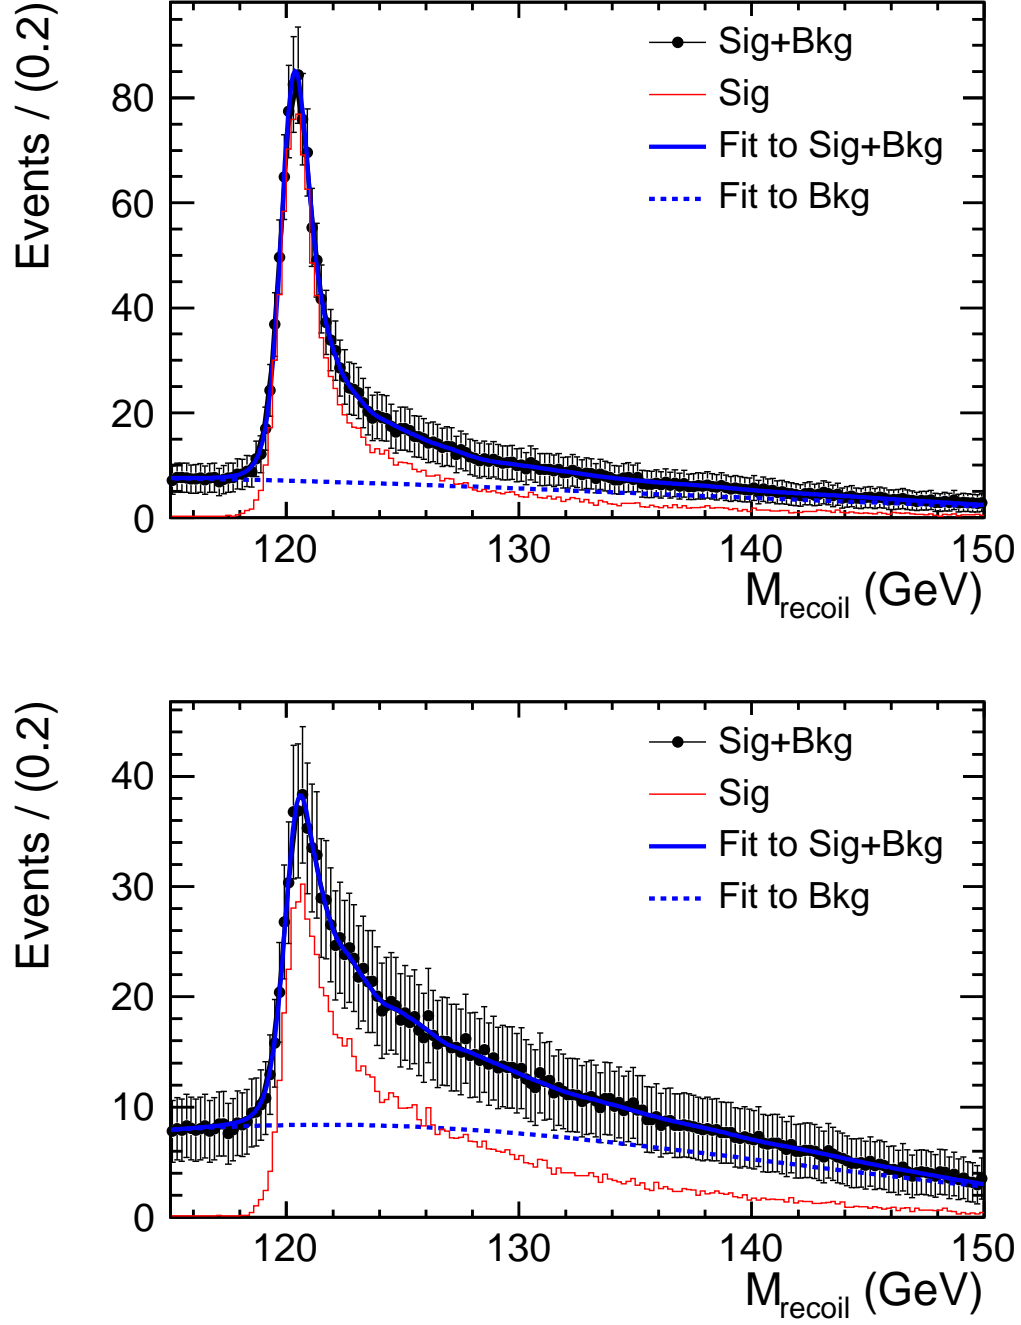 Events / (0.2)
80
60
40
20
0
Sig+Bkg
Sig
Fit to Sig+Bkg
Fit to Bkg
120 130 140 150
M_recoil (GeV)
Events / (0.2)
40
30
20
10
0
Sig+Bkg
Sig
Fit to Sig+Bkg
Fit to Bkg
120 130 140 150
M_recoil (GeV)